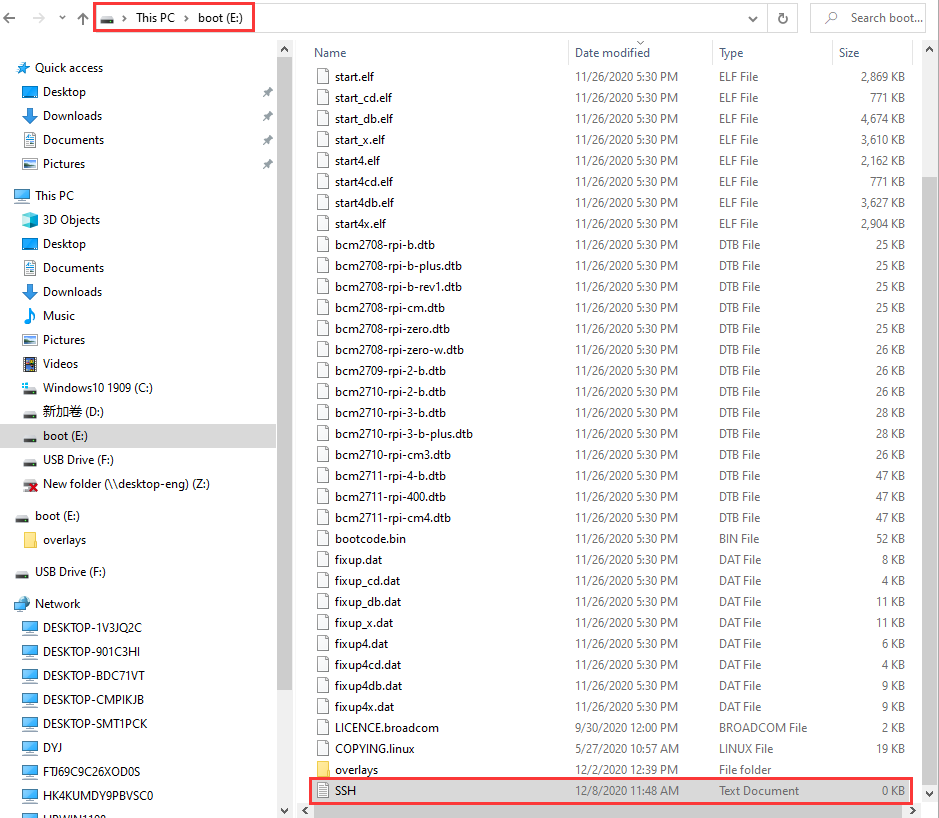 This PC > boot (E:)
Search boot...
Quick access
Desktop
Downloads
Documents
Pictures
This PC
3D Objects
Desktop
Documents
Downloads
Music
Pictures
Videos
Windows10 1909 (C:)
新加卷 (D:)
boot (E:)
USB Drive (F:)
New folder (\\desktop-eng) (Z:)
boot (E:)
overlays
USB Drive (F:)
Network
DESKTOP-1V3JQ2C
DESKTOP-901C3HI
DESKTOP-BDC71VT
DESKTOP-CMPIKJB
DESKTOP-SMT1PCK
DYJ
FTJ69C9C26XOD0S
HK4KUMDY9PBVSC0
Name Date modified Type Size
start.elf 11/26/2020 5:30 PM ELF File 2,869 KB
start_cd.elf 11/26/2020 5:30 PM ELF File 771 KB
start_db.elf 11/26/2020 5:30 PM ELF File 4,674 KB
start_x.elf 11/26/2020 5:30 PM ELF File 3,610 KB
start4.elf 11/26/2020 5:30 PM ELF File 2,162 KB
start4cd.elf 11/26/2020 5:30 PM ELF File 771 KB
start4db.elf 11/26/2020 5:30 PM ELF File 3,627 KB
start4x.elf 11/26/2020 5:30 PM ELF File 2,904 KB
bcm2708-rpi-b.dtb 11/26/2020 5:30 PM DTB File 25 KB
bcm2708-rpi-b-plus.dtb 11/26/2020 5:30 PM DTB File 25 KB
bcm2708-rpi-b-rev1.dtb 11/26/2020 5:30 PM DTB File 25 KB
bcm2708-rpi-cm.dtb 11/26/2020 5:30 PM DTB File 25 KB
bcm2708-rpi-zero.dtb 11/26/2020 5:30 PM DTB File 25 KB
bcm2708-rpi-zero-w.dtb 11/26/2020 5:30 PM DTB File 26 KB
bcm2709-rpi-2-b.dtb 11/26/2020 5:30 PM DTB File 26 KB
bcm2710-rpi-2-b.dtb 11/26/2020 5:30 PM DTB File 26 KB
bcm2710-rpi-3-b.dtb 11/26/2020 5:30 PM DTB File 28 KB
bcm2710-rpi-3-b-plus.dtb 11/26/2020 5:30 PM DTB File 28 KB
bcm2710-rpi-cm3.dtb 11/26/2020 5:30 PM DTB File 26 KB
bcm2711-rpi-4-b.dtb 11/26/2020 5:30 PM DTB File 47 KB
bcm2711-rpi-400.dtb 11/26/2020 5:30 PM DTB File 47 KB
bcm2711-rpi-cm4.dtb 11/26/2020 5:30 PM DTB File 47 KB
bootcode.bin 11/26/2020 5:30 PM BIN File 52 KB
fixup.dat 11/26/2020 5:30 PM DAT File 8 KB
fixup_cd.dat 11/26/2020 5:30 PM DAT File 4 KB
fixup_db.dat 11/26/2020 5:30 PM DAT File 11 KB
fixup_x.dat 11/26/2020 5:30 PM DAT File 11 KB
fixup4.dat 11/26/2020 5:30 PM DAT File 6 KB
fixup4cd.dat 11/26/2020 5:30 PM DAT File 4 KB
fixup4db.dat 11/26/2020 5:30 PM DAT File 9 KB
fixup4x.dat 11/26/2020 5:30 PM DAT File 9 KB
LICENCE.broadcom 9/30/2020 12:00 PM BROADCOM File 2 KB
COPYING.linux 5/27/2020 10:57 AM LINUX File 19 KB
overlays 12/2/2020 12:39 PM File folder
SSH 12/8/2020 11:48 AM Text Document 0 KB